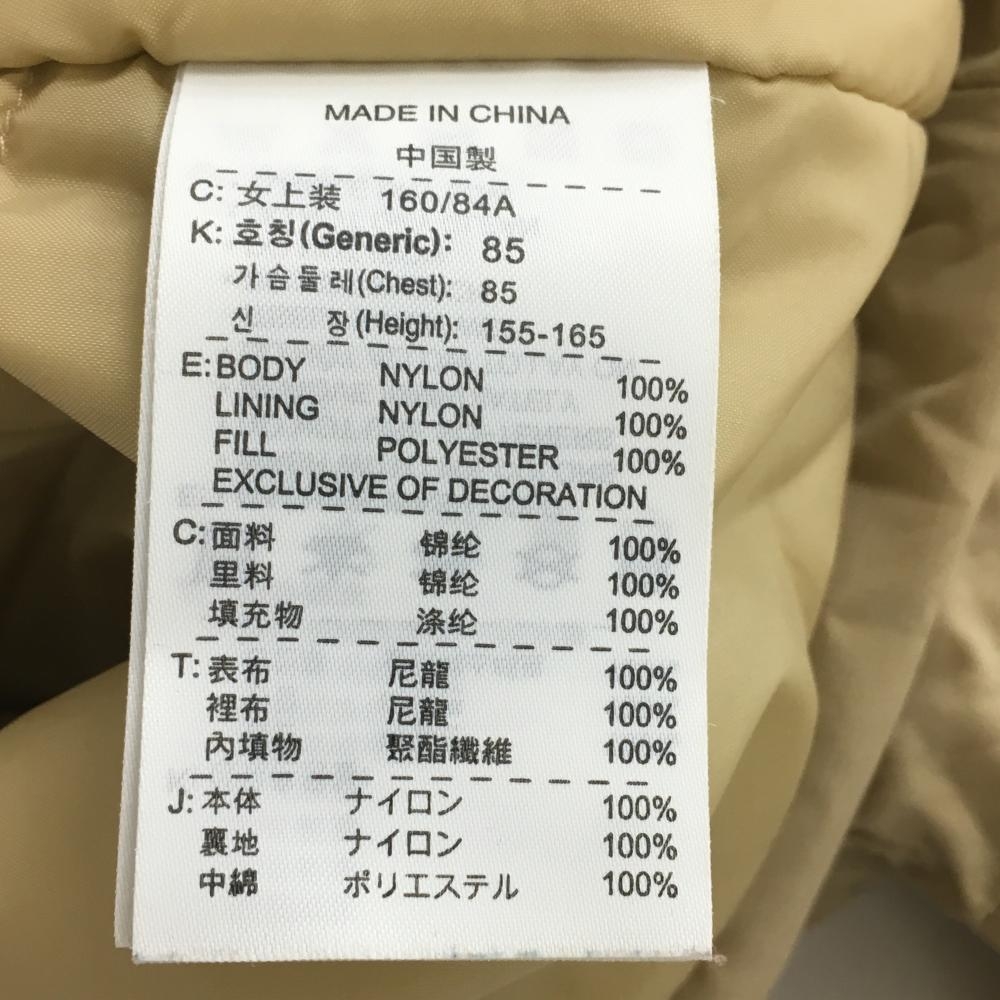 MADE IN CHINA
中国製
C: 女上装 160/84A
K: 호칭(Generic): 85
가슴둘레(Chest): 85
신 장(Height): 155-165
E: BODY NYLON 100%
LINING NYLON 100%
FILL POLYESTER 100%
EXCLUSIVE OF DECORATION
C: 面料 锦纶 100%
里料 锦纶 100%
填充物 涤纶 100%
T: 表布 尼龍 100%
裡布 尼龍 100%
內填物 聚酯纖維 100%
J: 本体 ナイロン 100%
裏地 ナイロン 100%
中綿 ポリエステル 100%